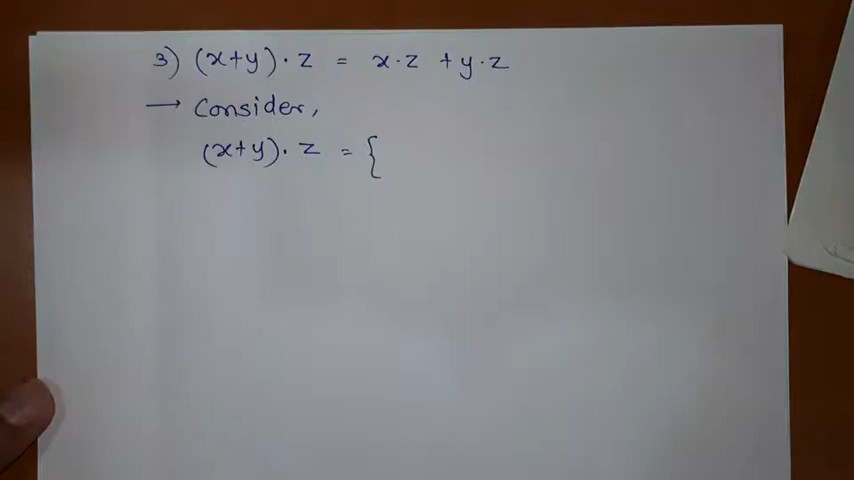 3) (x+y)·z = x·z +y·z
→ Consider,
(x+y)·z = {